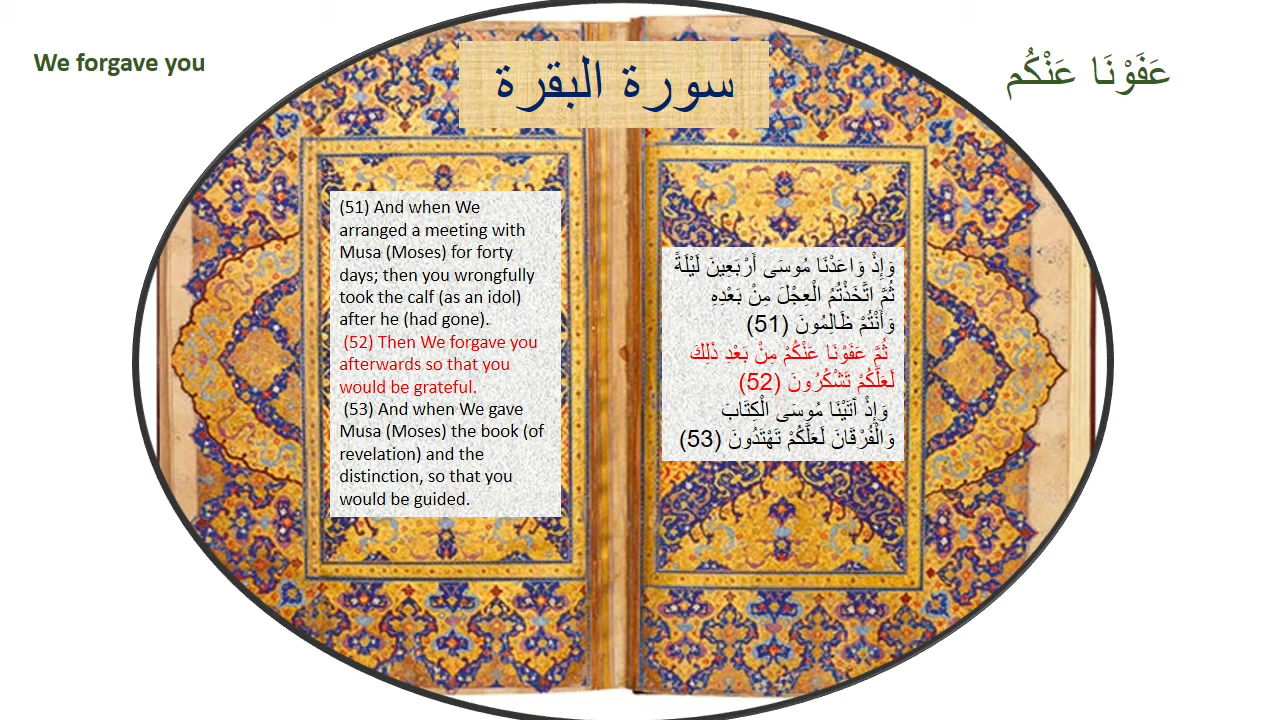 We forgave you
عَفَوْنَا عَنْكُم
سورة البقرة
(51) And when We
arranged a meeting with
Musa (Moses) for forty
days; then you wrongfully
took the calf (as an idol)
after he (had gone).
(52) Then We forgave you
afterwards so that you
would be grateful.
(53) And when We gave
Musa (Moses) the book (of
revelation) and the
distinction, so that you
would be guided.
وَإِذْ وَاعَدْنَا مُوسَى أَرْبَعِينَ لَيْلَةً
ثُمَّ اتَّخَذْتُمُ الْعِجْلَ مِنْ بَعْدِهِ
وَأَنْتُمْ ظَالِمُونَ (51)
ثُمَّ عَفَوْنَا عَنْكُمْ مِنْ بَعْدِ ذَلِكَ
لَعَلَّكُمْ تَشْكُرُونَ (52)
وَإِذْ آتَيْنَا مُوسَى الْكِتَابَ
وَالْفُرْقَانَ لَعَلَّكُمْ تَهْتَدُونَ (53)